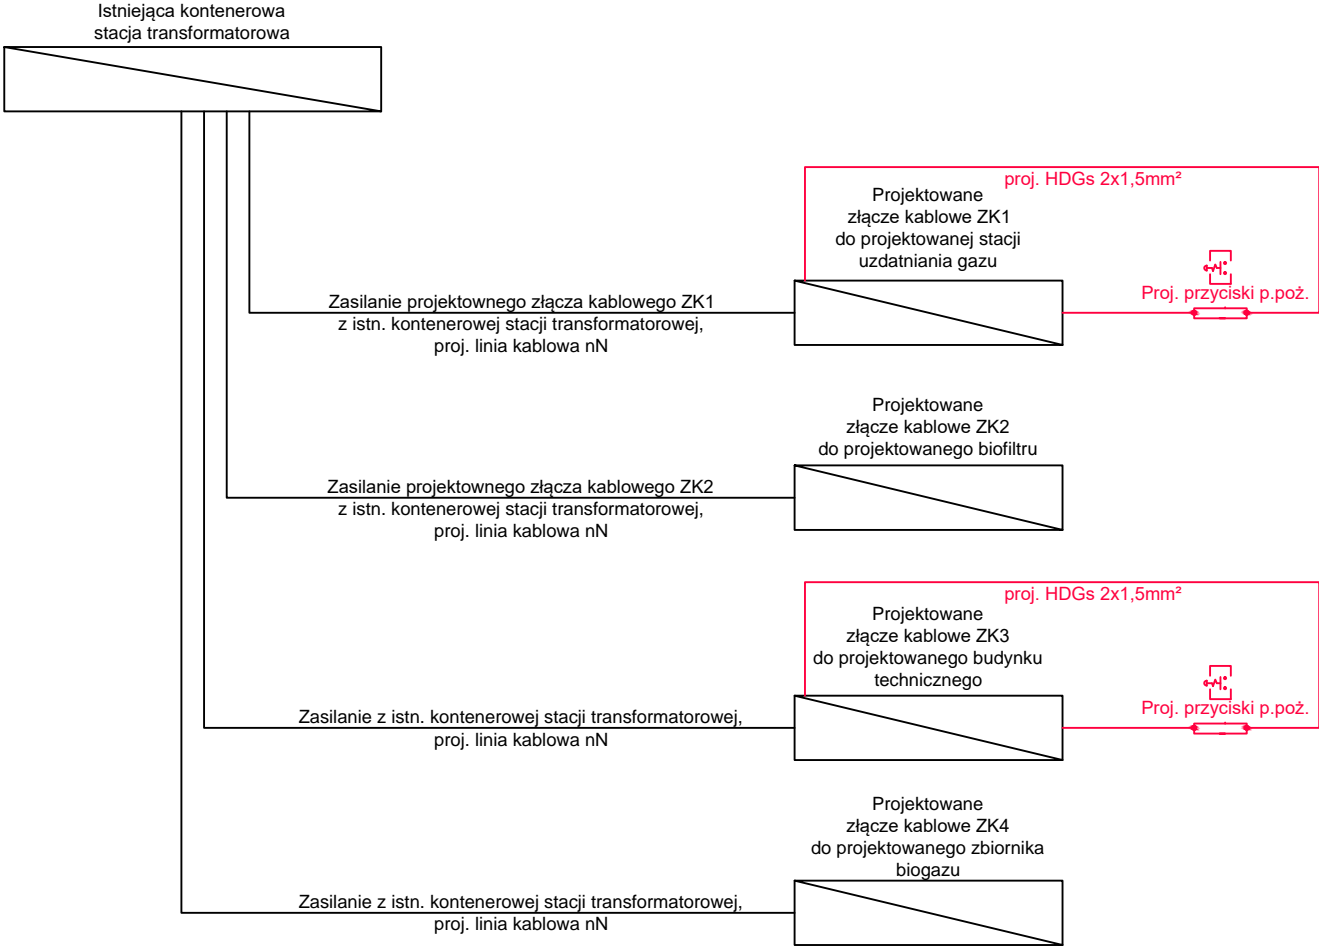 Istniejąca kontenerowa
stacja transformatorowa
proj. HDGs 2x1,5mm²
Projektowane
złącze kablowe ZK1
do projektowanej stacji
uzdatniania gazu
Proj. przyciski p.poż.
Zasilanie projektownego złącza kablowego ZK1
z istn. kontenerowej stacji transformatorowej,
proj. linia kablowa nN
Projektowane
złącze kablowe ZK2
do projektowanego biofiltru
Zasilanie projektownego złącza kablowego ZK2
z istn. kontenerowej stacji transformatorowej,
proj. linia kablowa nN
proj. HDGs 2x1,5mm²
Projektowane
złącze kablowe ZK3
do projektowanego budynku
technicznego
Proj. przyciski p.poż.
Zasilanie z istn. kontenerowej stacji transformatorowej,
proj. linia kablowa nN
Projektowane
złącze kablowe ZK4
do projektowanego zbiornika
biogazu
Zasilanie z istn. kontenerowej stacji transformatorowej,
proj. linia kablowa nN